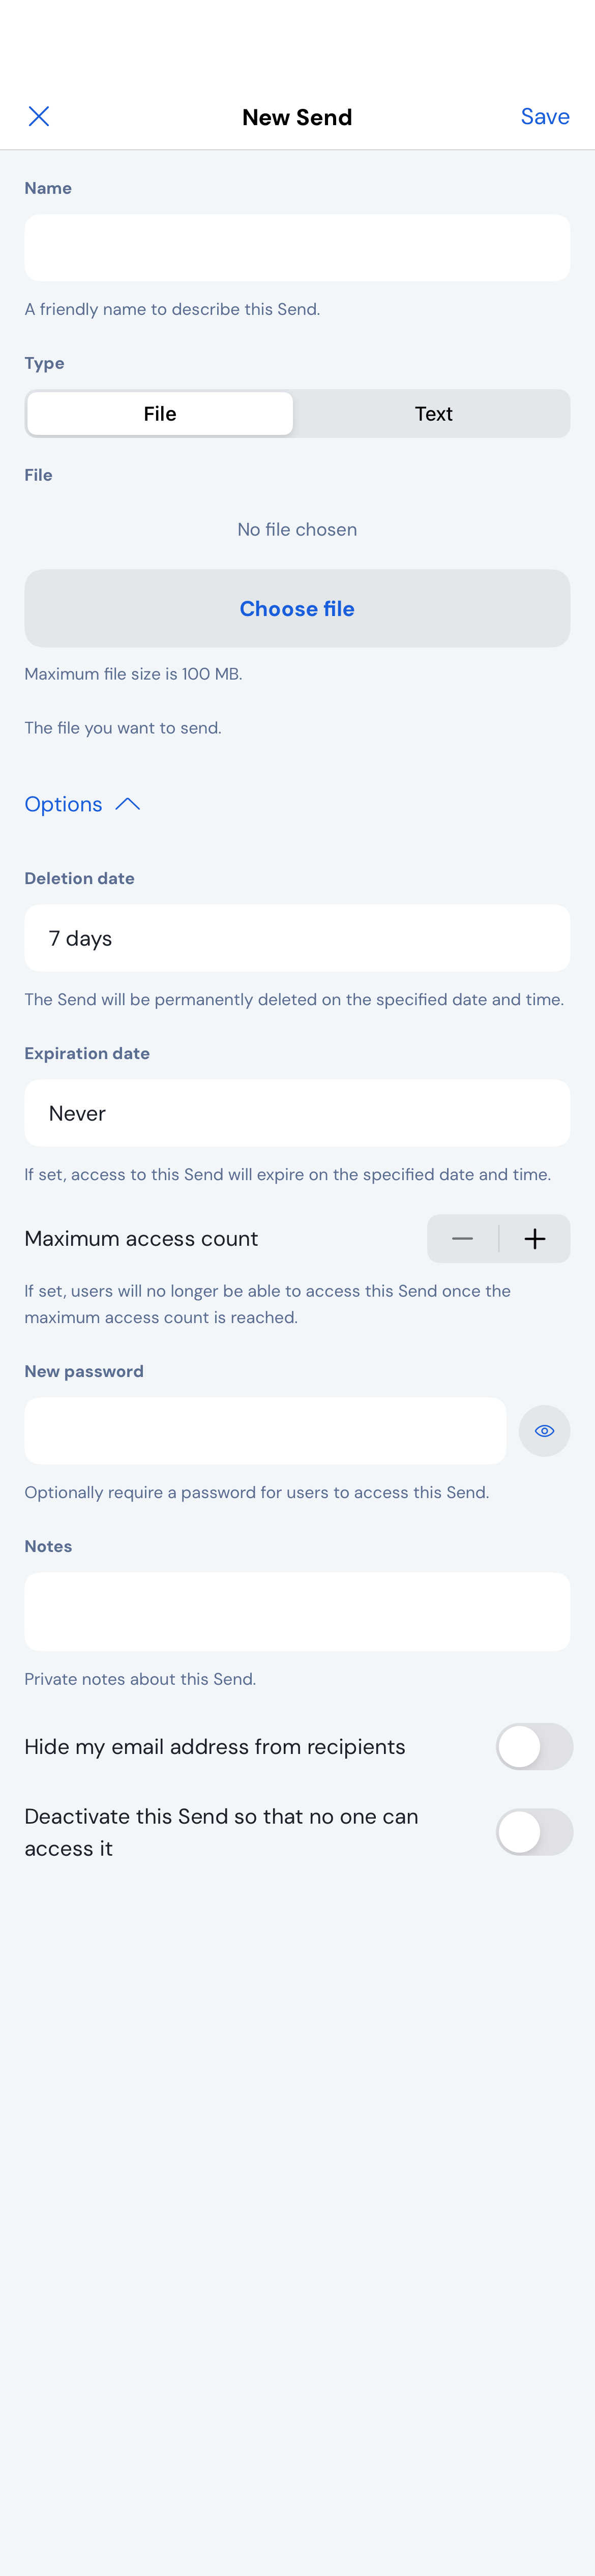 New Send
Save
Name
A friendly name to describe this Send.
Type
File
Text
File
No file chosen
Choose file
Maximum file size is 100 MB.
The file you want to send.
Options
Deletion date
7 days
The Send will be permanently deleted on the specified date and time.
Expiration date
Never
If set, access to this Send will expire on the specified date and time.
Maximum access count
If set, users will no longer be able to access this Send once the
maximum access count is reached.
New password
Optionally require a password for users to access this Send.
Notes
Private notes about this Send.
Hide my email address from recipients
Deactivate this Send so that no one can
access it